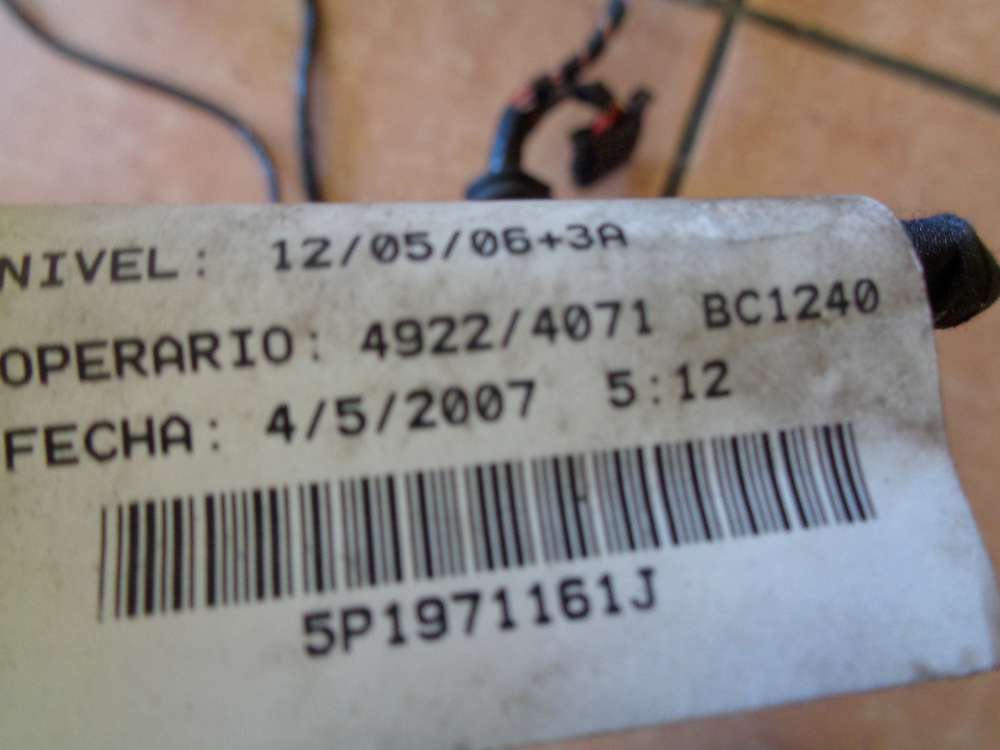 NIVEL: 12/05/06+3A
OPERARIO: 4922/4071 BC1240
FECHA: 4/5/2007 5:12
5P1971161J